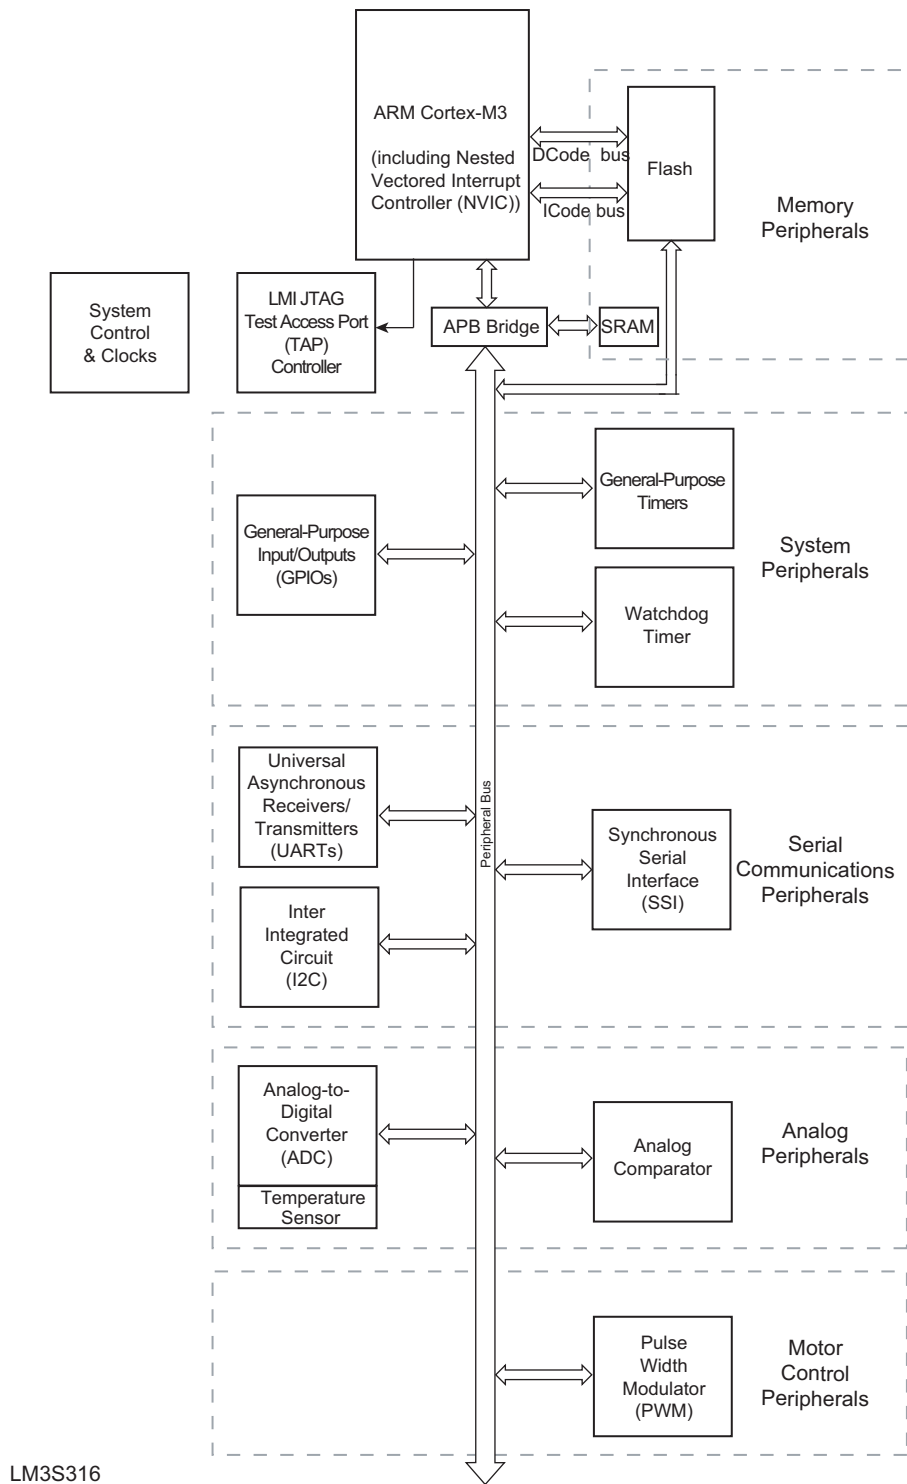 ARM Cortex-M3
(including Nested
Vectored Interrupt
Controller (NVIC))
DCode bus
ICode bus
Flash
Memory
Peripherals
System
Control
& Clocks
LMI JTAG
Test Access Port
(TAP)
Controller
APB Bridge
SRAM
General-Purpose
Input/Outputs
(GPIOs)
General-Purpose
Timers
Watchdog
Timer
System
Peripherals
Universal
Asynchronous
Receivers/
Transmitters
(UARTs)
Inter
Integrated
Circuit
(I2C)
Peripheral Bus
Synchronous
Serial
Interface
(SSI)
Serial
Communications
Peripherals
Analog-to-
Digital
Converter
(ADC)
Temperature
Sensor
Analog
Comparator
Analog
Peripherals
Pulse
Width
Modulator
(PWM)
Motor
Control
Peripherals
LM3S316